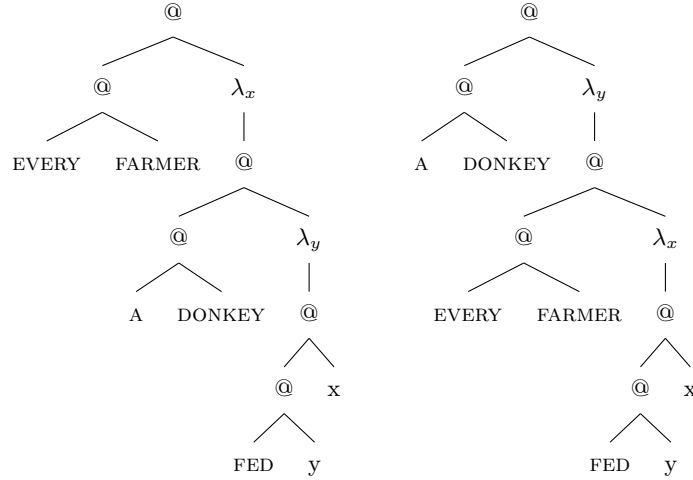 @ @
@ λx @ λy
EVERY FARMER @ A DONKEY @
@ λy @ λx
A DONKEY @ EVERY FARMER @
@ x @ x
FED y FED y